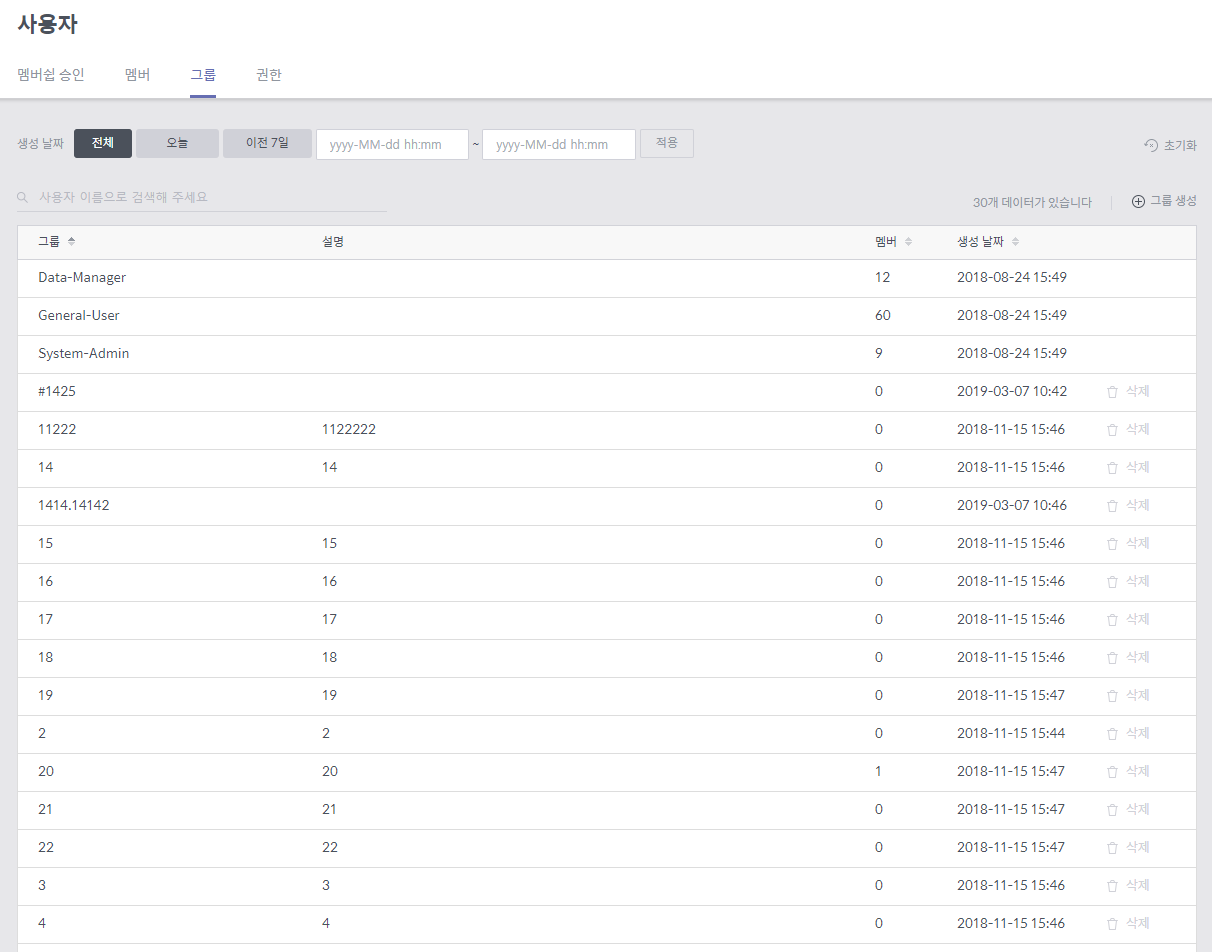 사용자
멤버쉽 승인 멤버 그룹 권한
생성 날짜 전체 오늘 이전 7일 yyyy-MM-dd hh:mm ~ yyyy-MM-dd hh:mm 적용 초기화
사용자 이름으로 검색해 주세요 30개 데이터가 있습니다 그룹 생성
그룹 설명 멤버 생성 날짜
Data-Manager 12 2018-08-24 15:49
General-User 60 2018-08-24 15:49
System-Admin 9 2018-08-24 15:49
#1425 0 2019-03-07 10:42 삭제
11222 1122222 0 2018-11-15 15:46 삭제
14 14 0 2018-11-15 15:46 삭제
1414.14142 0 2019-03-07 10:46 삭제
15 15 0 2018-11-15 15:46 삭제
16 16 0 2018-11-15 15:46 삭제
17 17 0 2018-11-15 15:46 삭제
18 18 0 2018-11-15 15:46 삭제
19 19 0 2018-11-15 15:47 삭제
2 2 0 2018-11-15 15:44 삭제
20 20 1 2018-11-15 15:47 삭제
21 21 0 2018-11-15 15:47 삭제
22 22 0 2018-11-15 15:47 삭제
3 3 0 2018-11-15 15:46 삭제
4 4 0 2018-11-15 15:46 삭제